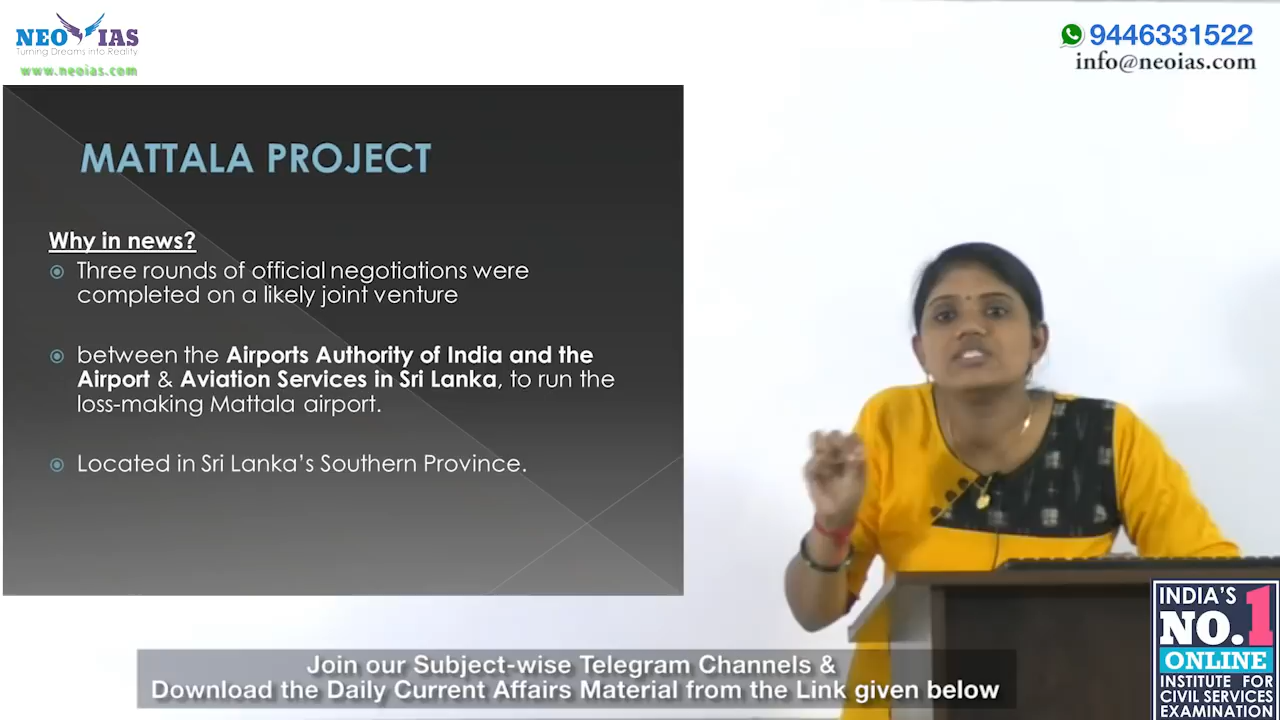 NEO IAS
Turning Dreams into Reality
www.neoias.com
9446331522
info@neoias.com
MATTALA PROJECT
Why in news?
Three rounds of official negotiations were
completed on a likely joint venture
between the Airports Authority of India and the
Airport & Aviation Services in Sri Lanka, to run the
loss-making Mattala airport.
Located in Sri Lanka's Southern Province.
INDIA'S
NO.1
ONLINE
INSTITUTE FOR
CIVIL SERVICES
EXAMINATION
Join our Subject-wise Telegram Channels &
Download the Daily Current Affairs Material from the Link given below